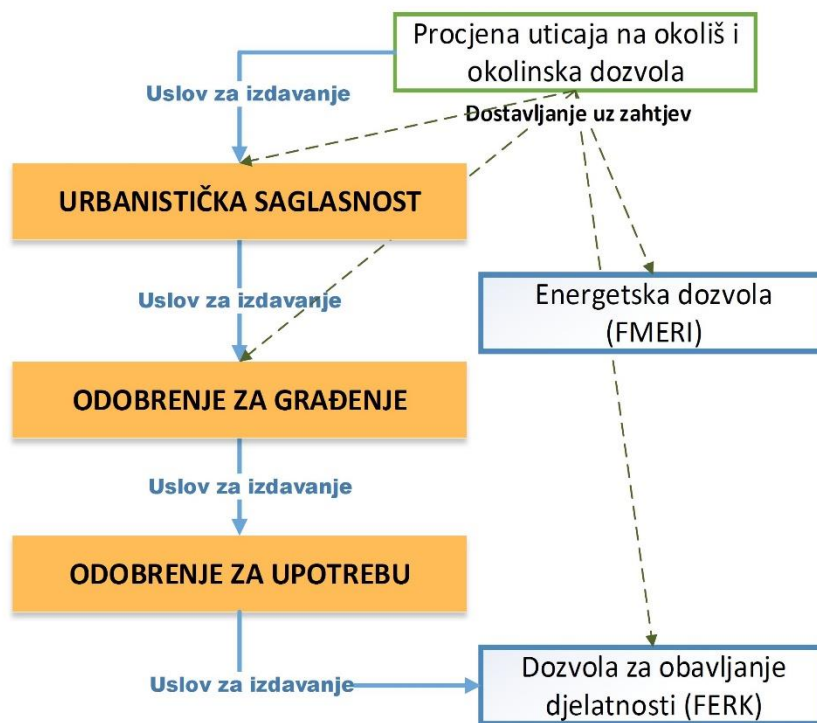 Procjena uticaja na okoliš i
okolinska dozvola
Uslov za izdavanje
Dostavljanje uz zahtjev
URBANISTIČKA SAGLASNOST
Uslov za izdavanje
Energetska dozvola
(FMERI)
ODOBRENJE ZA GRAĐENJE
Uslov za izdavanje
ODOBRENJE ZA UPOTREBU
Uslov za izdavanje
Dozvola za obavljanje
djelatnosti (FERK)